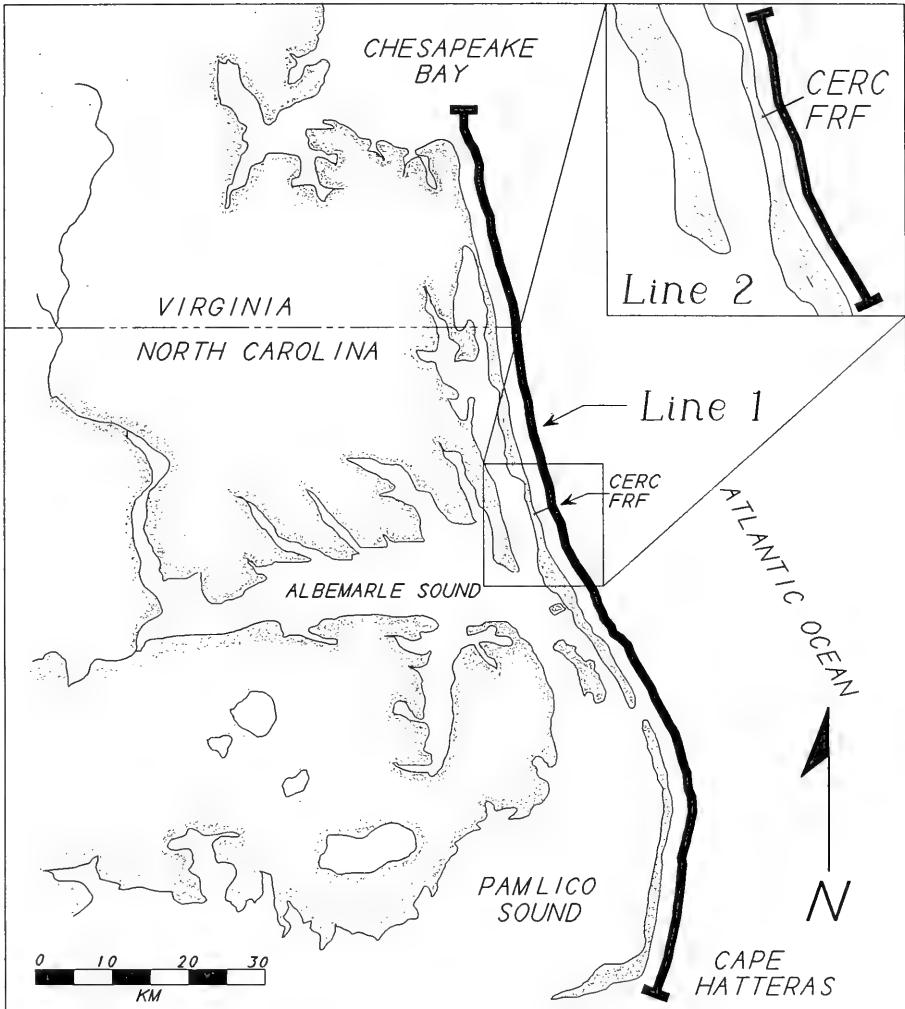 CHESAPEAKE
BAY
CERC
FRF
Line 2
VIRGINIA
NORTH CAROLINA
Line 1
CERC
FRF
ATLANTIC OCEAN
ALBEMARLE SOUND
PAMLICO
SOUND
N
0 10 20 30
KM
CAPE
HATTERAS